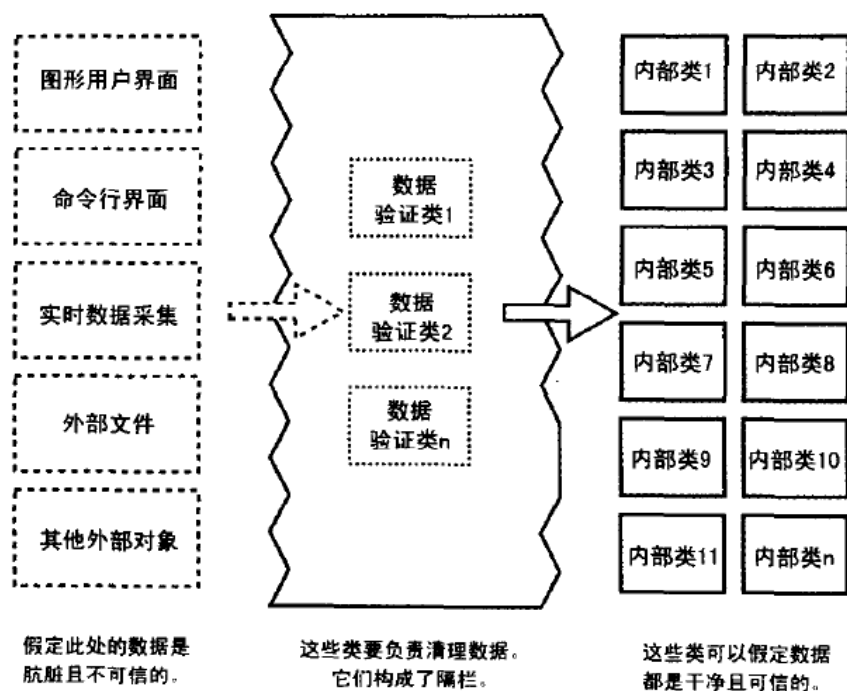 图形用户界面
命令行界面
实时数据采集
外部文件
其他外部对象
假定此处的数据是
肮脏且不可信的。
数据
验证类1
数据
验证类2
数据
验证类n
这些类要负责清理数据。
它们构成了隔栏。
内部类1
内部类2
内部类3
内部类4
内部类5
内部类6
内部类7
内部类8
内部类9
内部类10
内部类11
内部类n
这些类可以假定数据
都是干净且可信的。